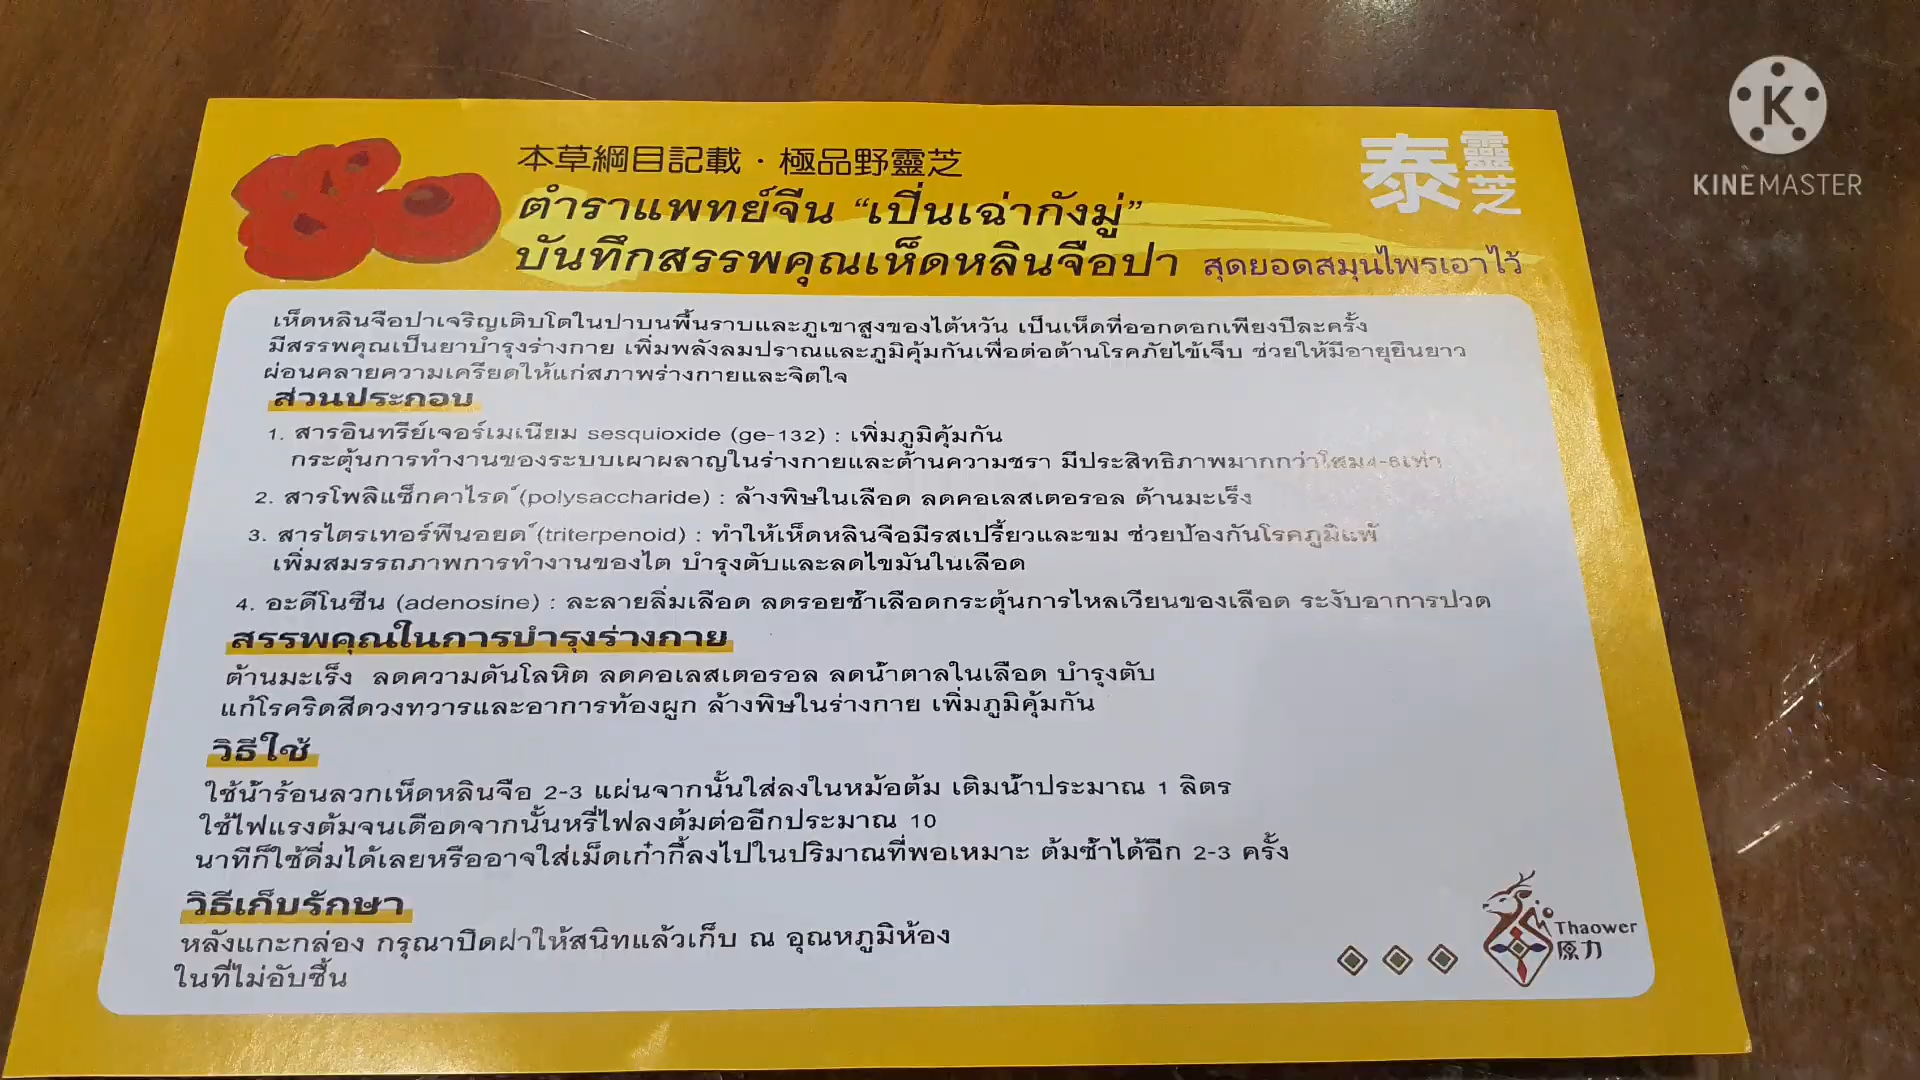 本草綱目記載・極品野靈芝
ตำราแพทย์จีน “เปิ่นเฉ่ากังมู่”
บันทึกสรรพคุณเห็ดหลินจือป่า สุดยอดสมุนไพรเอาไว้
泰靈芝
KINEMASTER
เห็ดหลินจือป่าเจริญเติบโตในป่าบนพื้นราบและภูเขาสูงของไต้หวัน เป็นเห็ดที่ออกดอกเพียงปีละครั้ง
มีสรรพคุณเป็นยาบำรุงร่างกาย เพิ่มพลังลมปราณและภูมิคุ้มกันเพื่อต่อต้านโรคภัยไข้เจ็บ ช่วยให้มีอายุยืนยาว
ผ่อนคลายความเครียดให้แก่สภาพร่างกายและจิตใจ
ส่วนประกอบ
1. สารอินทรีย์เจอร์เมเนียม sesquioxide (ge-132) : เพิ่มภูมิคุ้มกัน
กระตุ้นการทำงานของระบบเผาผลาญในร่างกายและต้านความชรา มีประสิทธิภาพมากกว่าโสม4-6เท่า
2. สารโพลิแซ็กคาไรด์ (polysaccharide) : ล้างพิษในเลือด ลดคอเลสเตอรอล ต้านมะเร็ง
3. สารไตรเทอร์พีนอยด์ (triterpenoid) : ทำให้เห็ดหลินจือมีรสเปรี้ยวและขม ช่วยป้องกันโรคภูมิแพ้
เพิ่มสมรรถภาพการทำงานของไต บำรุงตับและลดไขมันในเลือด
4. อะดีโนซีน (adenosine) : ละลายลิ่มเลือด ลดรอยช้ำเลือดกระตุ้นการไหลเวียนของเลือด ระงับอาการปวด
สรรพคุณในการบำรุงร่างกาย
ต้านมะเร็ง ลดความดันโลหิต ลดคอเลสเตอรอล ลดน้ำตาลในเลือด บำรุงตับ
แก้โรคริดสีดวงทวารและอาการท้องผูก ล้างพิษในร่างกาย เพิ่มภูมิคุ้มกัน
วิธีใช้
ใช้น้ำร้อนลวกเห็ดหลินจือ 2-3 แผ่นจากนั้นใส่ลงในหม้อต้ม เติมน้ำประมาณ 1 ลิตร
ใช้ไฟแรงต้มจนเดือดจากนั้นหรี่ไฟลงต้มต่ออีกประมาณ 10
นาทีก็ใช้ดื่มได้เลยหรืออาจใส่เม็ดเก๋ากี้ลงไปในปริมาณที่พอเหมาะ ต้มซ้ำได้อีก 2-3 ครั้ง
วิธีเก็บรักษา
หลังแกะกล่อง กรุณาปิดฝาให้สนิทแล้วเก็บ ณ อุณหภูมิห้อง
ในที่ไม่อับชื้น
Thaower
原力